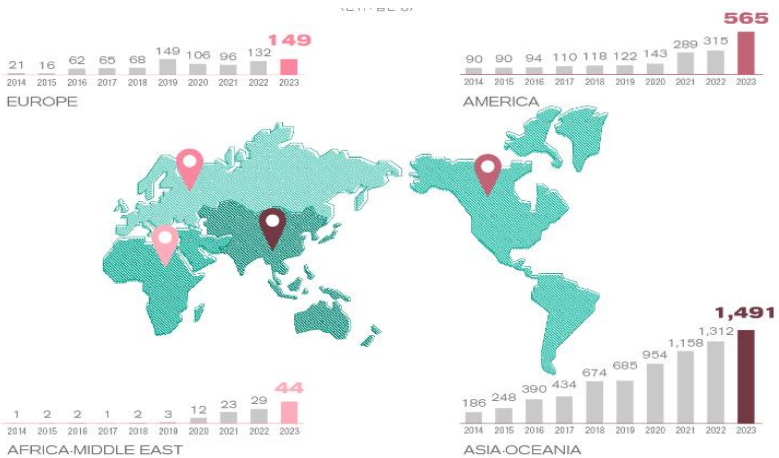 149
21 16 62 65 68 149 106 96 132
2014 2015 2016 2017 2018 2019 2020 2021 2022 2023
EUROPE
565
90 90 94 110 118 122 143 289 315
2014 2015 2016 2017 2018 2019 2020 2021 2022 2023
AMERICA
44
1 2 2 1 2 3 12 23 29
2014 2015 2016 2017 2018 2019 2020 2021 2022 2023
AFRICA·MIDDLE EAST
1,491
186 248 390 434 674 685 954 1,158 1,312
2014 2015 2016 2017 2018 2019 2020 2021 2022 2023
ASIA·OCEANIA